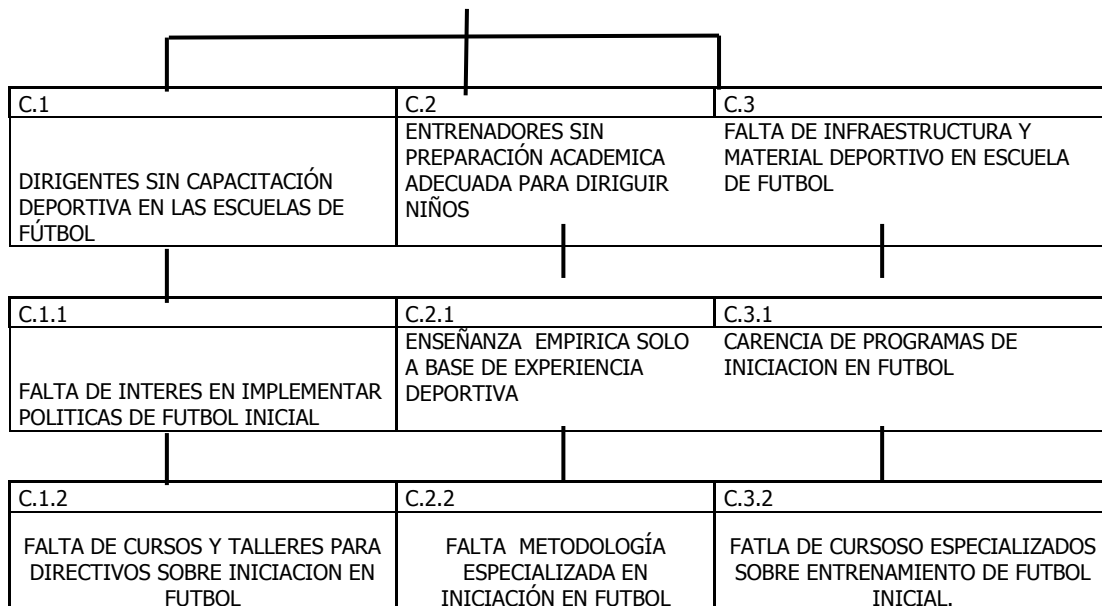 C.1
C.2
C.3
DIRIGENTES SIN CAPACITACIÓN
DEPORTIVA EN LAS ESCUELAS DE
FÚTBOL
ENTRENADORES SIN
PREPARACIÓN ACADEMICA
ADECUADA PARA DIRIGUIR
NIÑOS
FALTA DE INFRAESTRUCTURA Y
MATERIAL DEPORTIVO EN ESCUELA
DE FUTBOL
C.1.1
C.2.1
C.3.1
FALTA DE INTERES EN IMPLEMENTAR
POLITICAS DE FUTBOL INICIAL
ENSEÑANZA EMPIRICA SOLO
A BASE DE EXPERIENCIA
DEPORTIVA
CARENCIA DE PROGRAMAS DE
INICIACION EN FUTBOL
C.1.2
C.2.2
C.3.2
FALTA DE CURSOS Y TALLERES PARA
DIRECTIVOS SOBRE INICIACION EN
FUTBOL
FALTA METODOLOGÍA
ESPECIALIZADA EN
INICIACIÓN EN FUTBOL
FATLA DE CURSOSO ESPECIALIZADOS
SOBRE ENTRENAMIENTO DE FUTBOL
INICIAL.